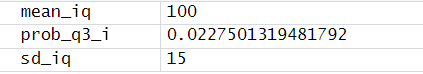 mean_iq 100
prob_q3_i 0.0227501319481792
sd_iq 15